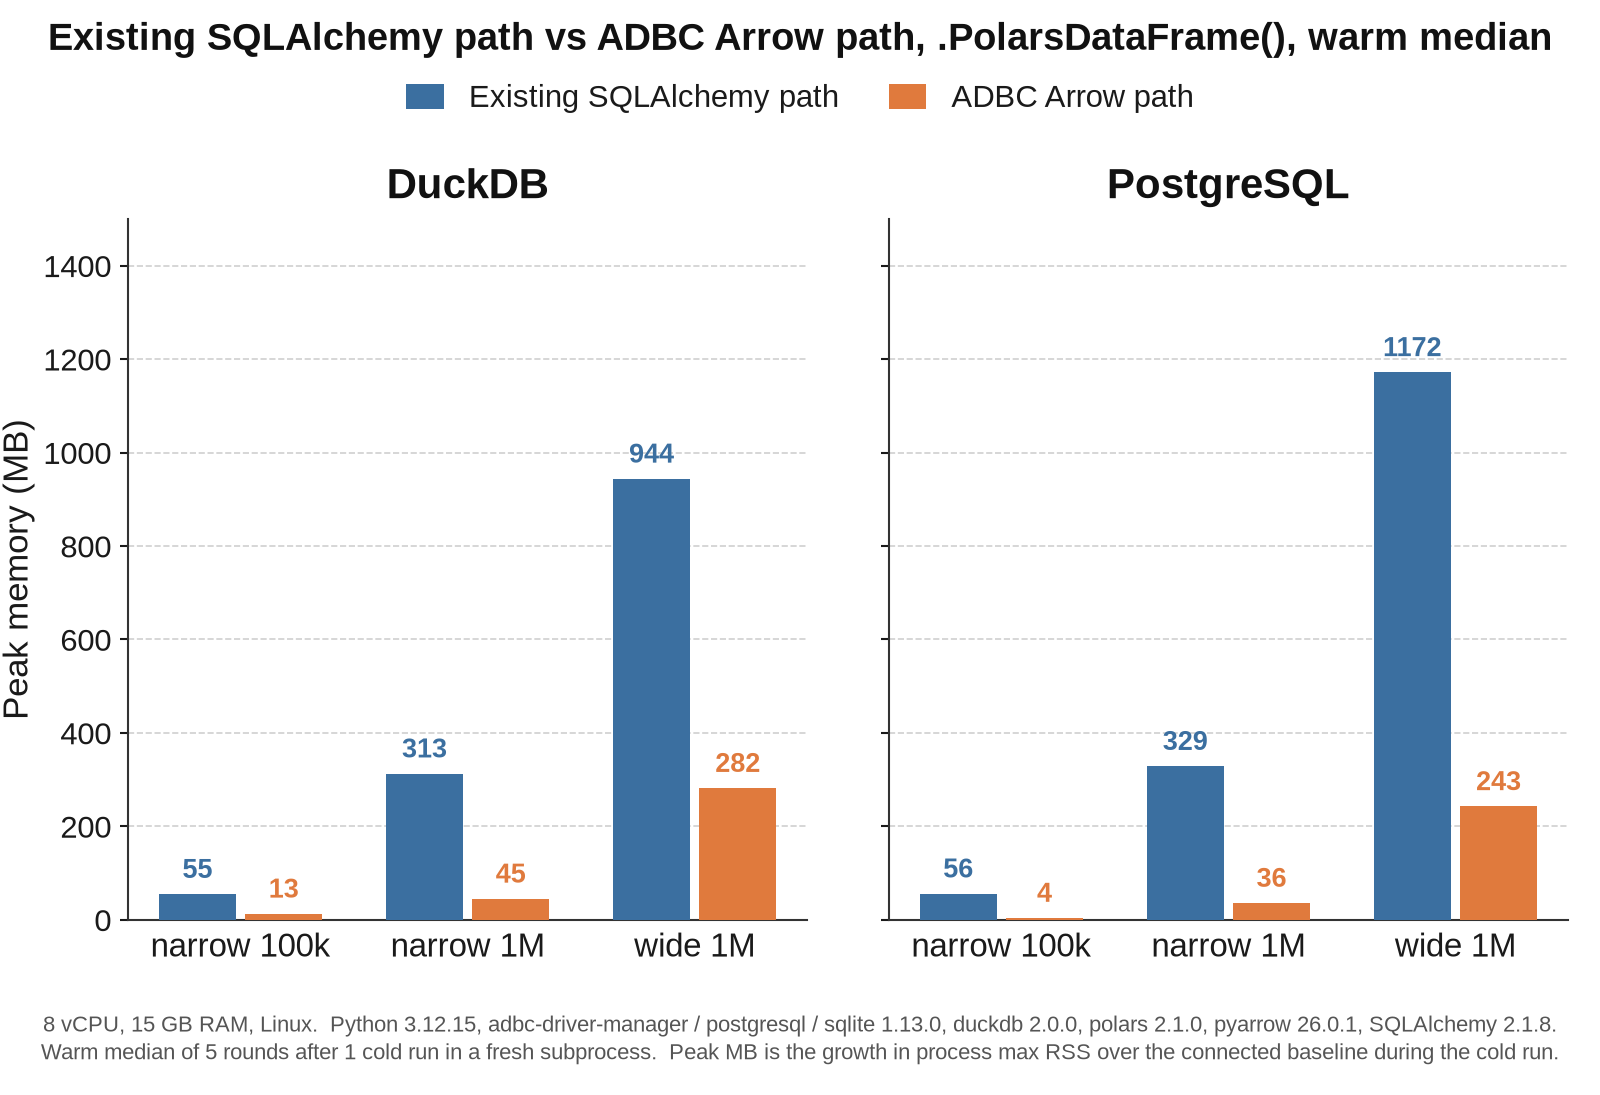 Existing SQLAlchemy path vs ADBC Arrow path, .PolarsDataFrame(), warm median
Existing SQLAlchemy path
ADBC Arrow path
DuckDB
PostgreSQL
Peak memory (MB)
1400
1200
1000
800
600
400
200
0
55
13
313
45
944
282
56
4
329
36
1172
243
narrow 100k
narrow 1M
wide 1M
narrow 100k
narrow 1M
wide 1M
8 vCPU, 15 GB RAM, Linux.  Python 3.12.15, adbc-driver-manager / postgresql / sqlite 1.13.0, duckdb 2.0.0, polars 2.1.0, pyarrow 26.0.1, SQLAlchemy 2.1.8.
Warm median of 5 rounds after 1 cold run in a fresh subprocess.  Peak MB is the growth in process max RSS over the connected baseline during the cold run.